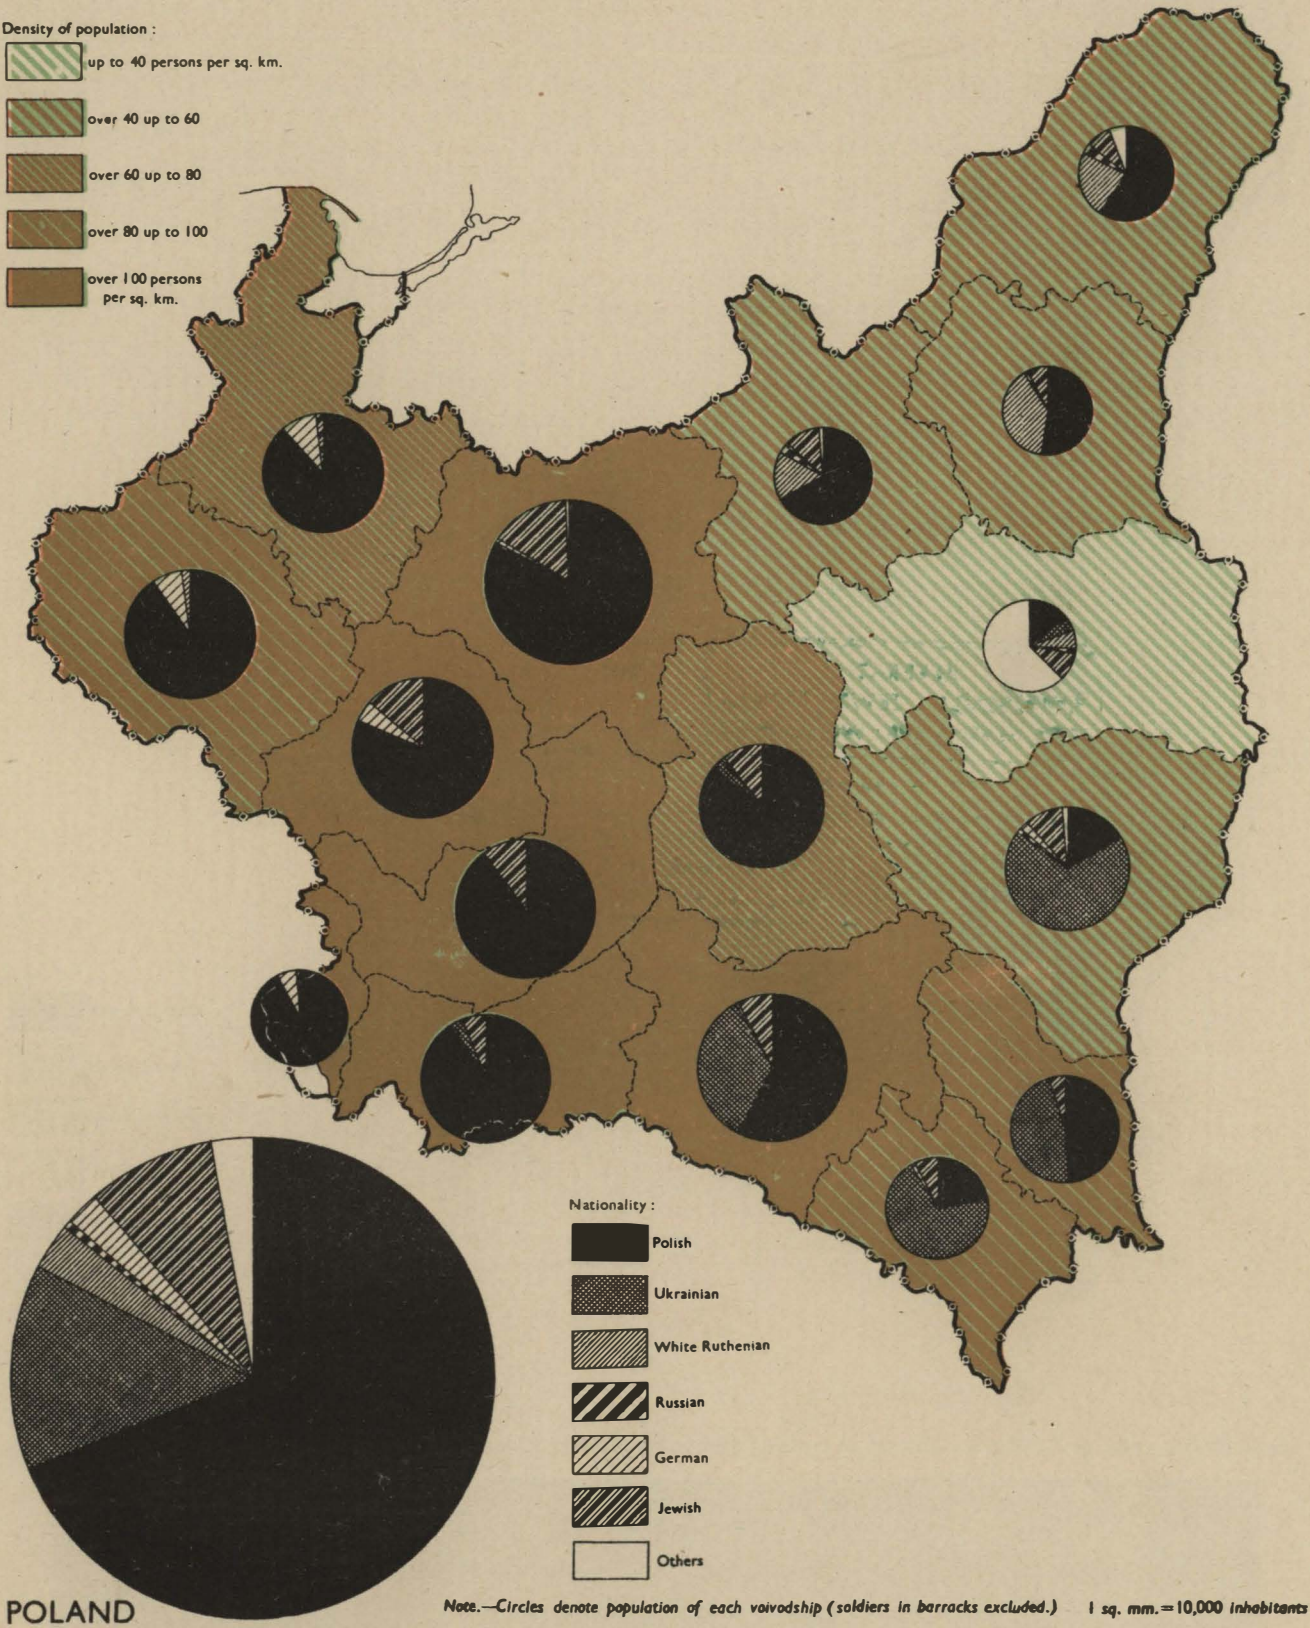 Density of population :
up to 40 persons per sq. km.
over 40 up to 60
over 60 up to 80
over 80 up to 100
over 100 persons
per sq. km.
Nationality :
Polish
Ukrainian
White Ruthenian
Russian
German
Jewish
Others
POLAND
Note.—Circles denote population of each voivodship (soldiers in barracks excluded.) 1 sq. mm.=10,000 inhabitants